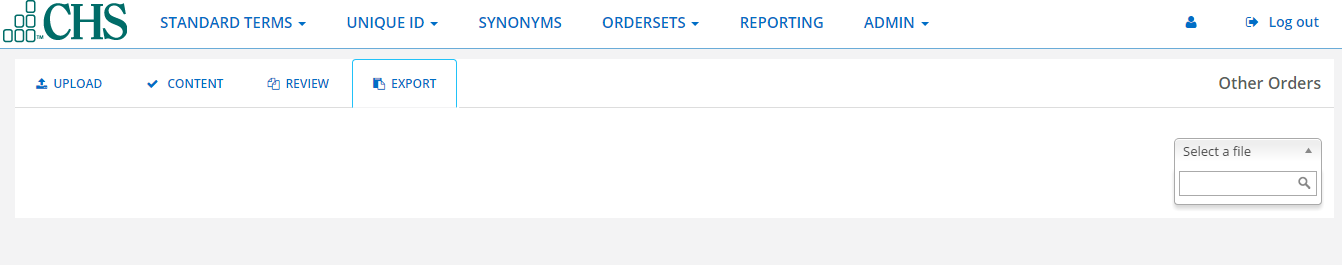 CHS™ STANDARD TERMS UNIQUE ID SYNONYMS ORDERSETS REPORTING ADMIN Log out
UPLOAD CONTENT REVIEW EXPORT Other Orders
Select a file